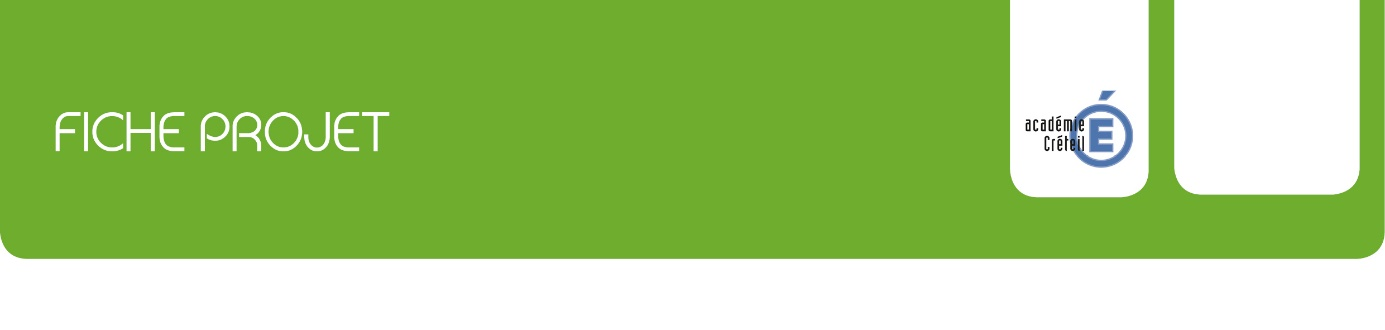 FICHE PROJET
académie
Créteil
É